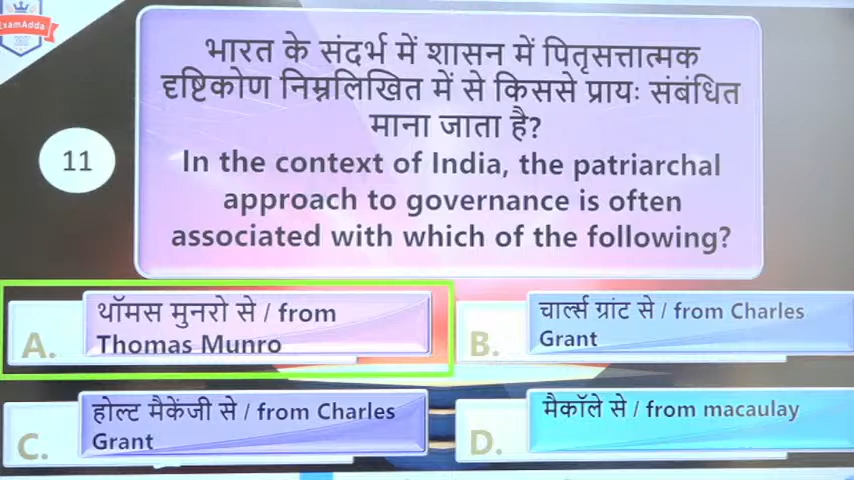 ExamAdda
भारत के संदर्भ में शासन में पितृसत्तात्मक
दृष्टिकोण निम्नलिखित में से किससे प्रायः संबंधित
माना जाता है?
11
In the context of India, the patriarchal
approach to governance is often
associated with which of the following?
A.
थॉमस मुनरो से / from
Thomas Munro
B.
चार्ल्स ग्रांट से / from Charles
Grant
C.
होल्ट मैकेंजी से / from Charles
Grant
D.
मैकॉले से / from macaulay